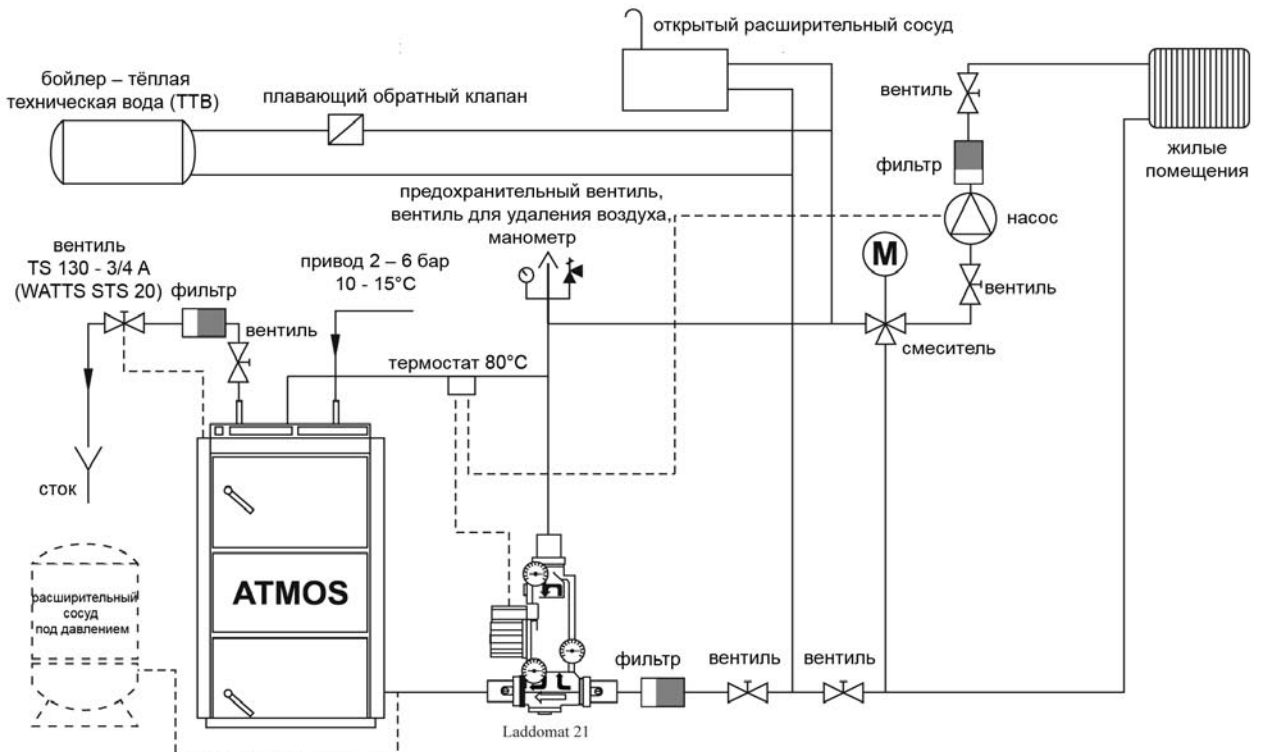 открытый расширительный сосуд
бойлер – тёплая
техническая вода (ТТВ)
плавающий обратный клапан
вентиль
фильтр
жилые
помещения
предохранительный вентиль,
вентиль для удаления воздуха,
манометр
насос
вентиль
TS 130 - 3/4 A
(WATTS STS 20)
фильтр
привод 2 – 6 бар
10 - 15°C
M
вентиль
вентиль
смеситель
термостат 80°C
сток
ATMOS
расширительный
сосуд
под давлением
фильтр
вентиль
вентиль
Laddomat 21